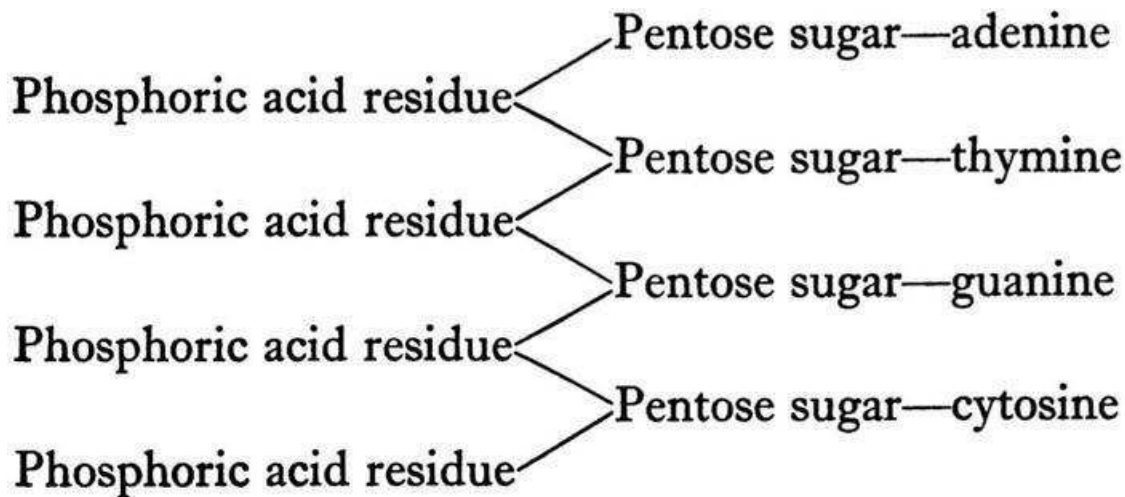 Pentose sugar—adenine
Phosphoric acid residue
Pentose sugar—thymine
Phosphoric acid residue
Pentose sugar—guanine
Phosphoric acid residue
Pentose sugar—cytosine
Phosphoric acid residue